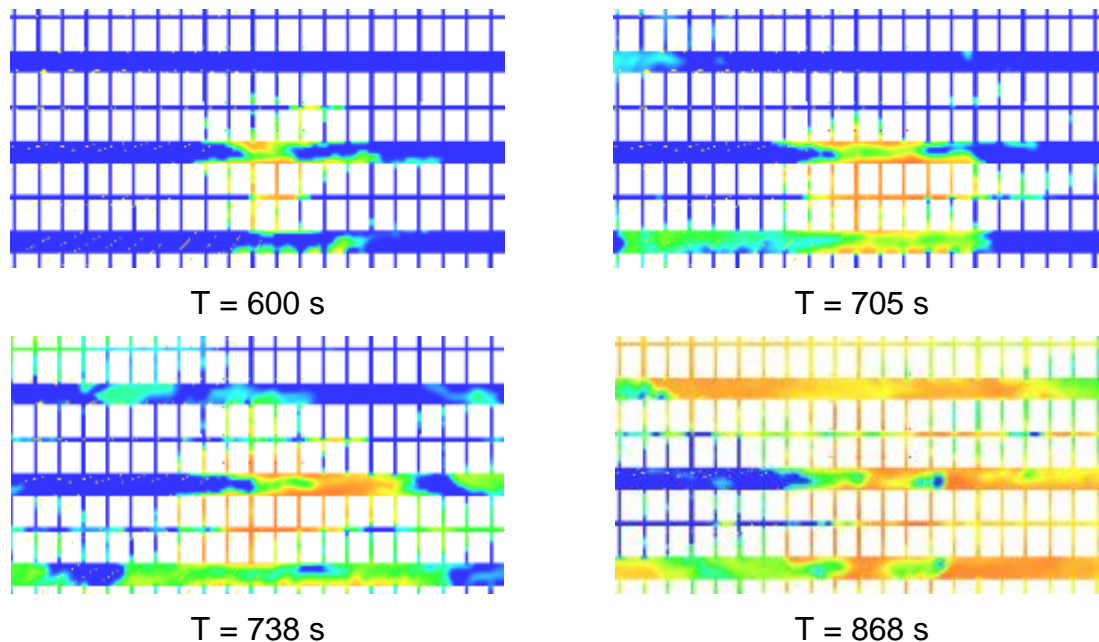 T = 600 s
T = 705 s
T = 738 s
T = 868 s